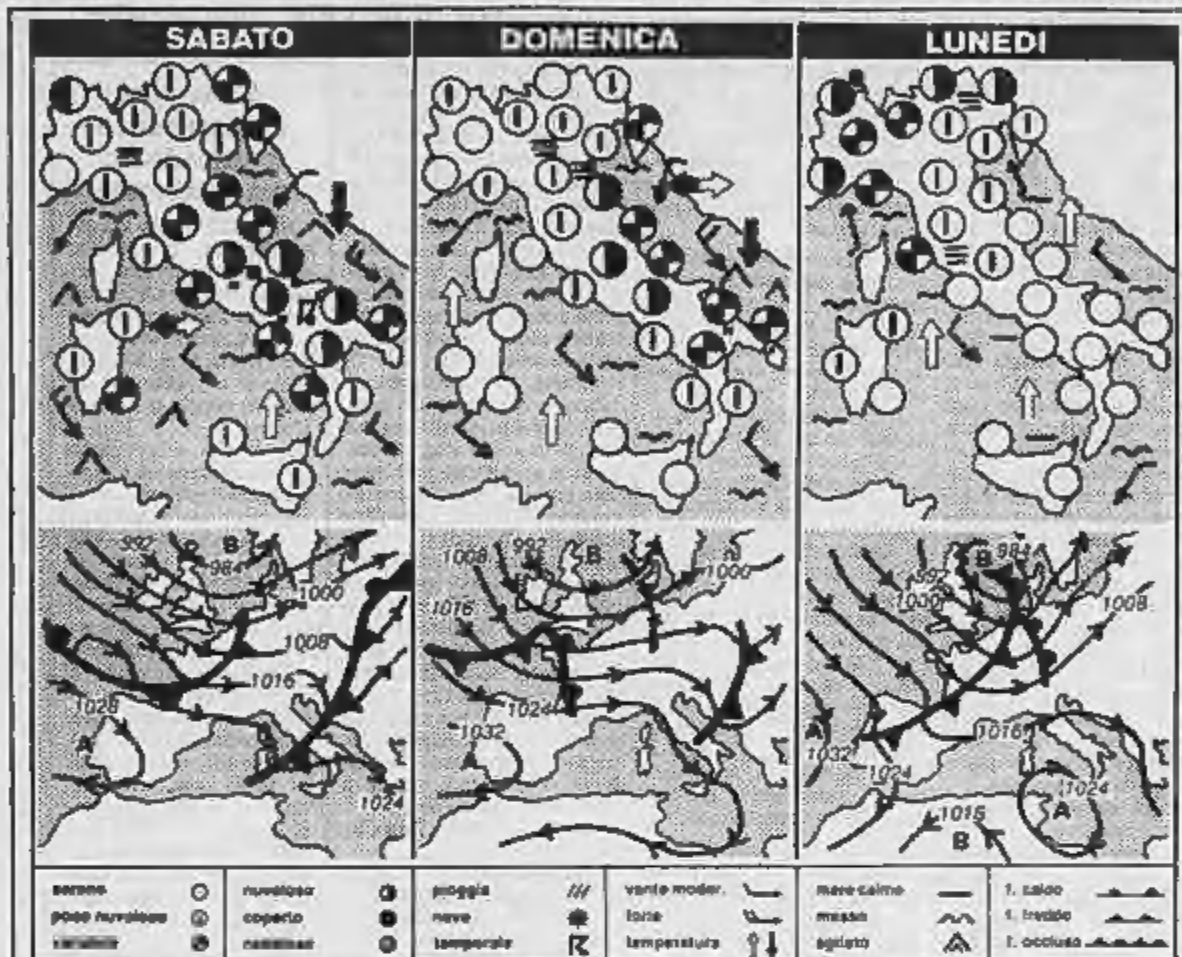 SABATO
DOMENICA
LUNEDI
992
B
984
1000
1008
1016
1028
A
1024
1008
992
B
1000
1016
1024
1032
A
B
984
992
1000
1008
1016
A
1032
1024
1024
A
1016
B
sereno
nuvoloso
pioggia
vento moder.
mare calmo
f. caldo
poco nuvoloso
coperto
neve
forte
mosso
f. freddo
variabile
temporale
temperatura
agitato
f. occluso